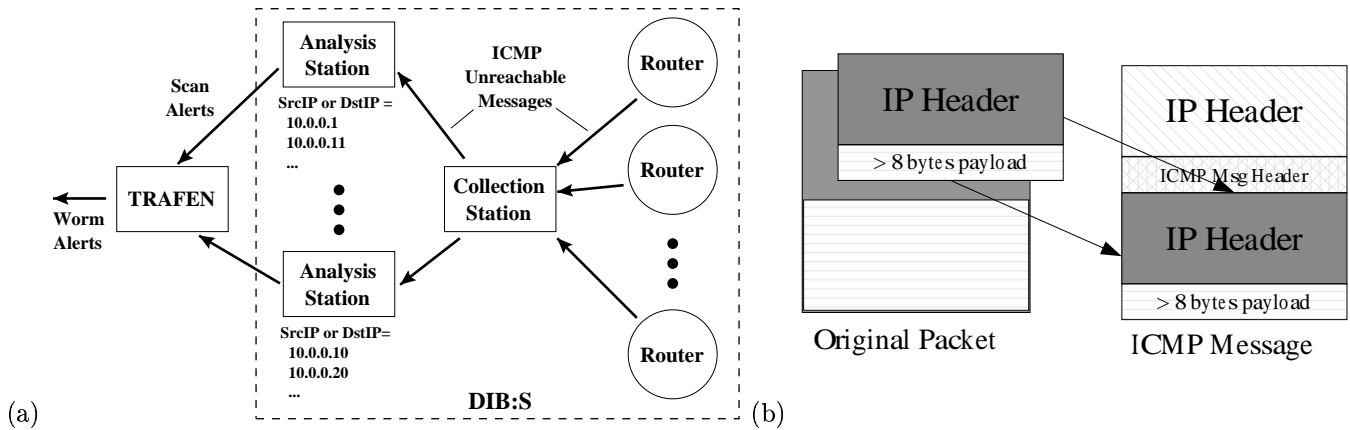 Analysis
Station
SrcIP or DstIP =
10.0.0.1
10.0.0.11
...
Scan
Alerts
ICMP
Unreachable
Messages
Router
Router
Router
TRAFEN
Worm
Alerts
Collection
Station
Analysis
Station
SrcIP or DstIP=
10.0.0.10
10.0.0.20
...
DIB:S
(a)
IP Header
> 8 bytes payload
Original Packet
IP Header
ICMP Msg Header
IP Header
> 8 bytes payload
ICMP Message
(b)